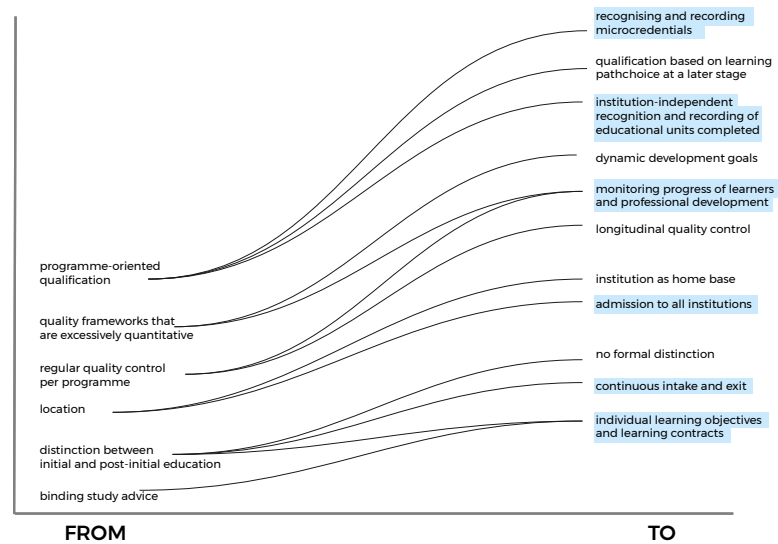 recognising and recording
microcredentials
qualification based on learning
pathchoice at a later stage
institution-independent
recognition and recording of
educational units completed
dynamic development goals
monitoring progress of learners
and professional development
longitudinal quality control
institution as home base
admission to all institutions
no formal distinction
continuous intake and exit
individual learning objectives
and learning contracts
programme-oriented
qualification
quality frameworks that
are excessively quantitative
regular quality control
per programme
location
distinction between
initial and post-initial education
binding study advice
FROM
TO